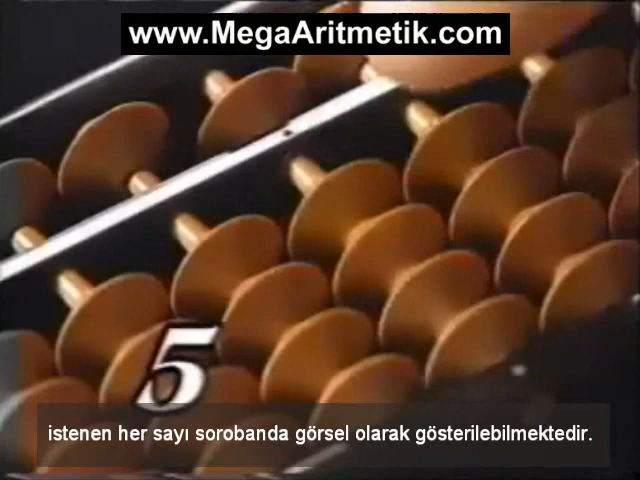 www.MegaAritmetik.com
5
istenen her sayı sorobanda görsel olarak gösterilebilmektedir.